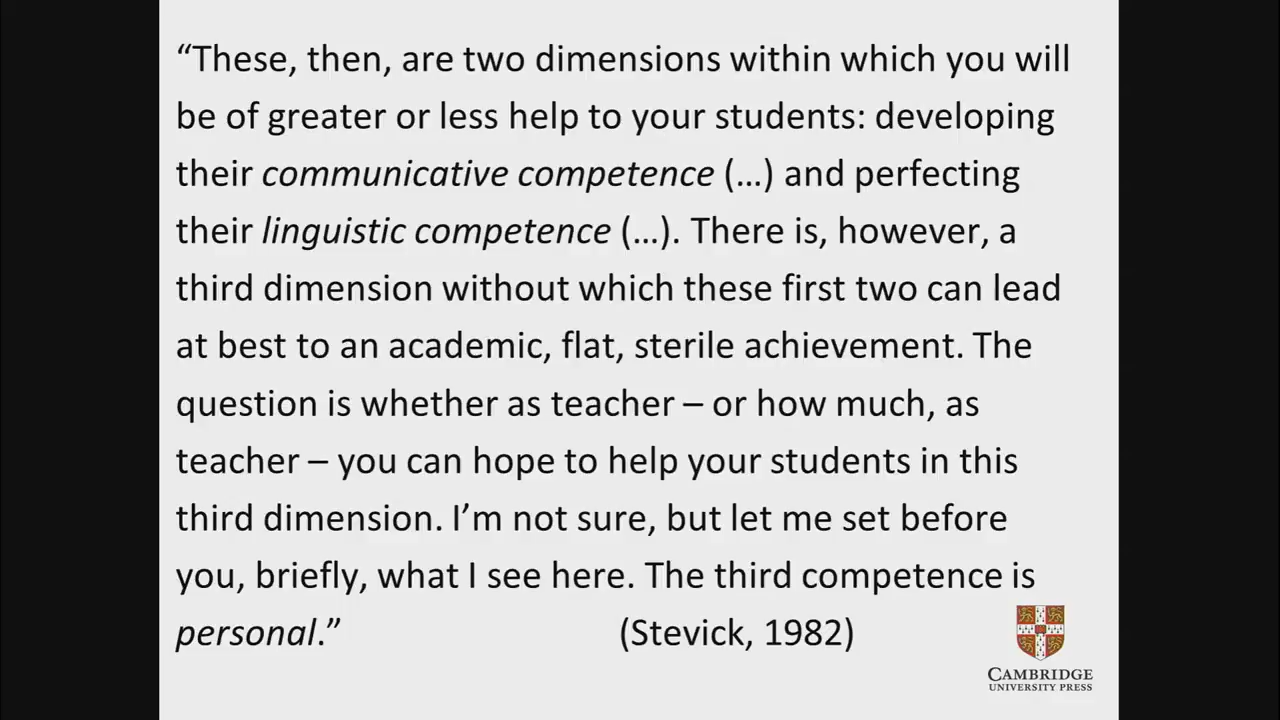 “These, then, are two dimensions within which you will
be of greater or less help to your students: developing
their communicative competence (…) and perfecting
their linguistic competence (…). There is, however, a
third dimension without which these first two can lead
at best to an academic, flat, sterile achievement. The
question is whether as teacher – or how much, as
teacher – you can hope to help your students in this
third dimension. I’m not sure, but let me set before
you, briefly, what I see here. The third competence is
personal.” (Stevick, 1982)
CAMBRIDGE
UNIVERSITY PRESS